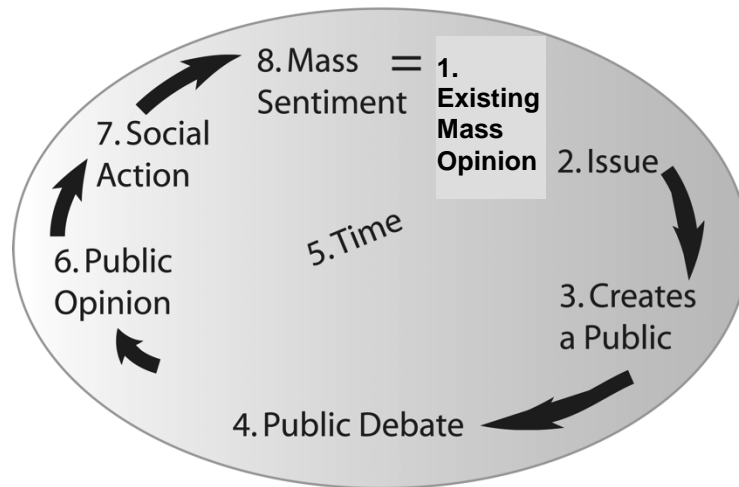 8. Mass
Sentiment
=
1.
Existing
Mass
Opinion
2. Issue
3. Creates
a Public
4. Public Debate
5. Time
6. Public
Opinion
7. Social
Action